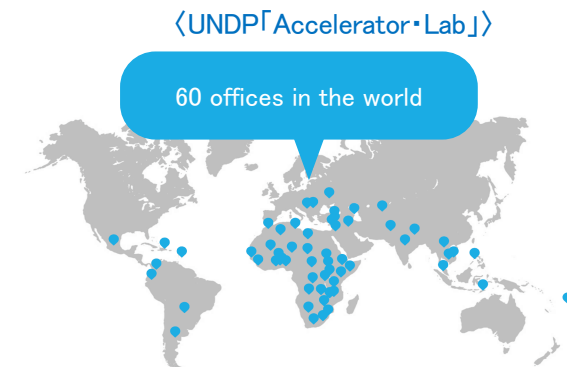 〈UNDP「Accelerator・Lab」〉
60 offices in the world